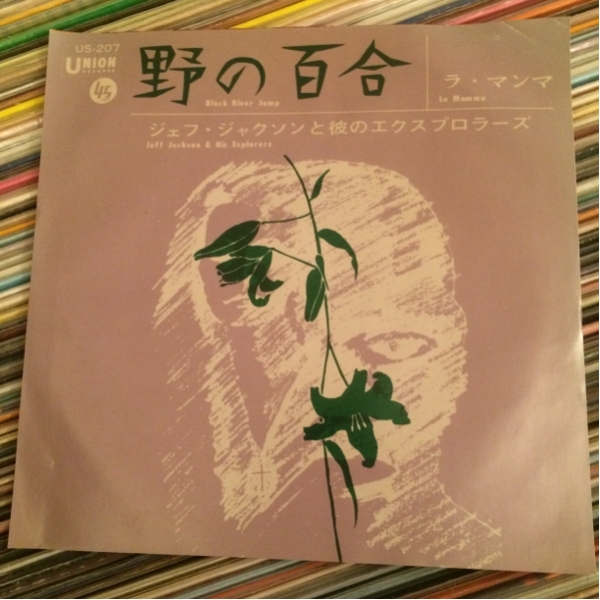 US-207
UNION
RECORDS
45
野の百合
Black River Jump
ラ・マンマ
La Mamma
ジェフ・ジャクソンと彼のエクスプロラーズ
Jeff Jackson & His Explorers